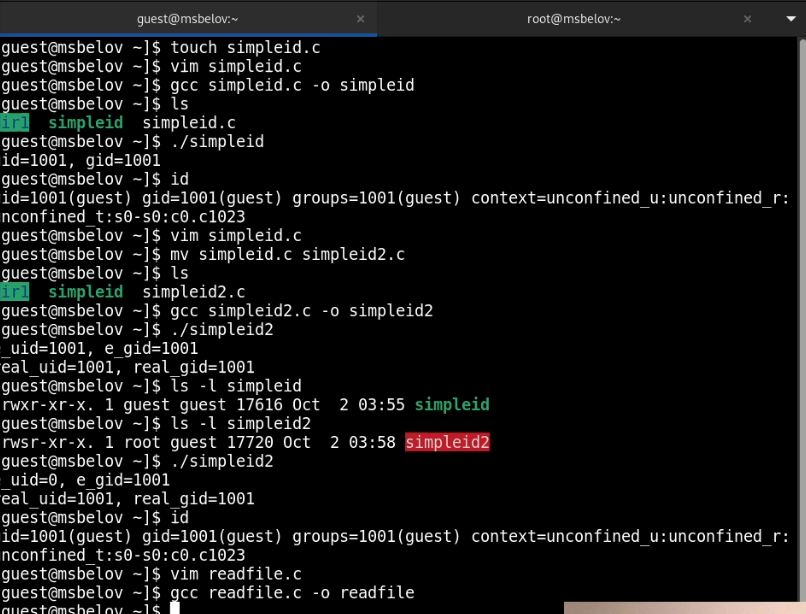 guest@msbelov:~ × root@msbelov:~ ×
guest@msbelov ~]$ touch simpleid.c
guest@msbelov ~]$ vim simpleid.c
guest@msbelov ~]$ gcc simpleid.c -o simpleid
guest@msbelov ~]$ ls
ir1 simpleid simpleid.c
guest@msbelov ~]$ ./simpleid
id=1001, gid=1001
guest@msbelov ~]$ id
id=1001(guest) gid=1001(guest) groups=1001(guest) context=unconfined_u:unconfined_r:
nconfined_t:s0-s0:c0.c1023
guest@msbelov ~]$ vim simpleid.c
guest@msbelov ~]$ mv simpleid.c simpleid2.c
guest@msbelov ~]$ ls
ir1 simpleid simpleid2.c
guest@msbelov ~]$ gcc simpleid2.c -o simpleid2
guest@msbelov ~]$ ./simpleid2
_uid=1001, e_gid=1001
eal_uid=1001, real_gid=1001
guest@msbelov ~]$ ls -l simpleid
rwxr-xr-x. 1 guest guest 17616 Oct  2 03:55 simpleid
guest@msbelov ~]$ ls -l simpleid2
rwsr-xr-x. 1 root guest 17720 Oct  2 03:58 simpleid2
guest@msbelov ~]$ ./simpleid2
_uid=0, e_gid=1001
eal_uid=1001, real_gid=1001
guest@msbelov ~]$ id
id=1001(guest) gid=1001(guest) groups=1001(guest) context=unconfined_u:unconfined_r:
nconfined_t:s0-s0:c0.c1023
guest@msbelov ~]$ vim readfile.c
guest@msbelov ~]$ gcc readfile.c -o readfile
guest@msbelov ~]$